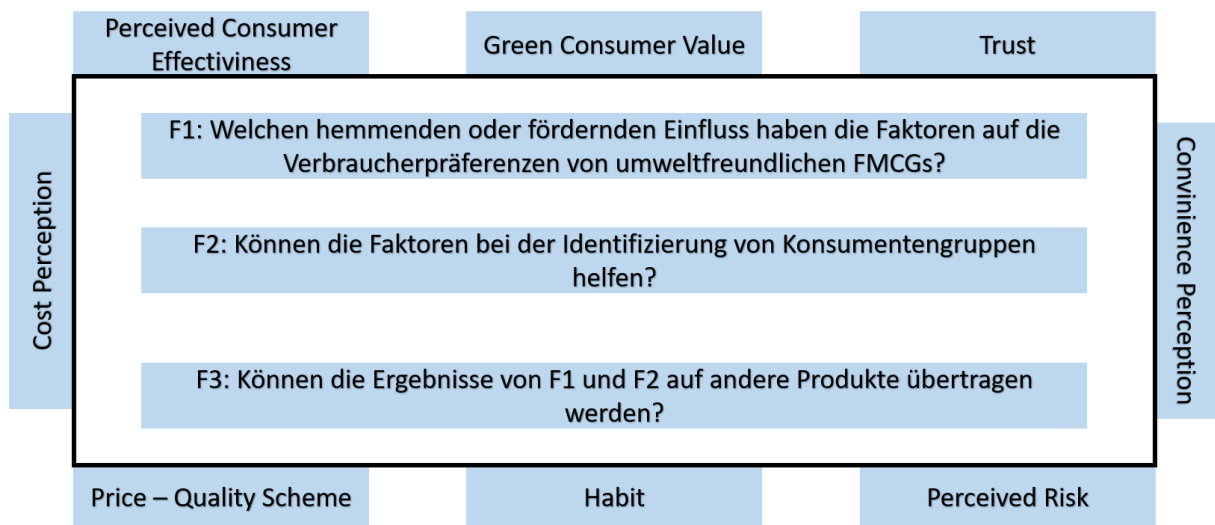 Perceived Consumer
Effectiviness
Green Consumer Value
Trust
Cost Perception
F1: Welchen hemmenden oder fördernden Einfluss haben die Faktoren auf die
Verbraucherpräferenzen von umweltfreundlichen FMCGs?
F2: Können die Faktoren bei der Identifizierung von Konsumentengruppen
helfen?
F3: Können die Ergebnisse von F1 und F2 auf andere Produkte übertragen
werden?
Convinience Perception
Price – Quality Scheme
Habit
Perceived Risk